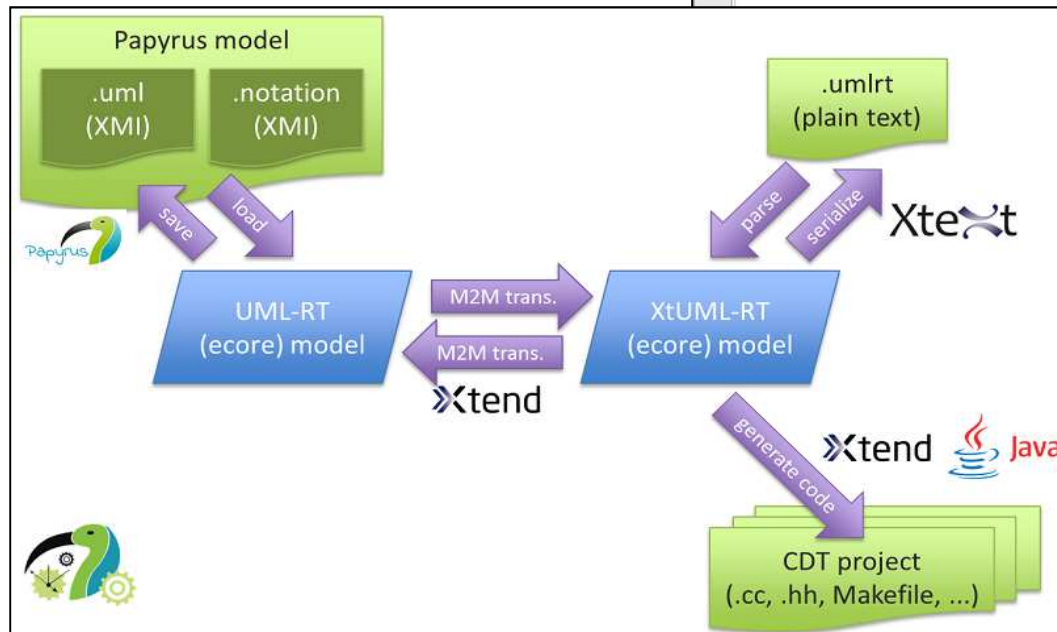 Papyrus model
.uml
(XMI)
.notation
(XMI)
.umlrt
(plain text)
save
load
parse
serialize
Xtext
Papyrus
UML-RT
(ecore) model
M2M trans.
M2M trans.
XtUML-RT
(ecore) model
Xtend
generate code
Xtend
Java
CDT project
(.cc, .hh, Makefile, ...)